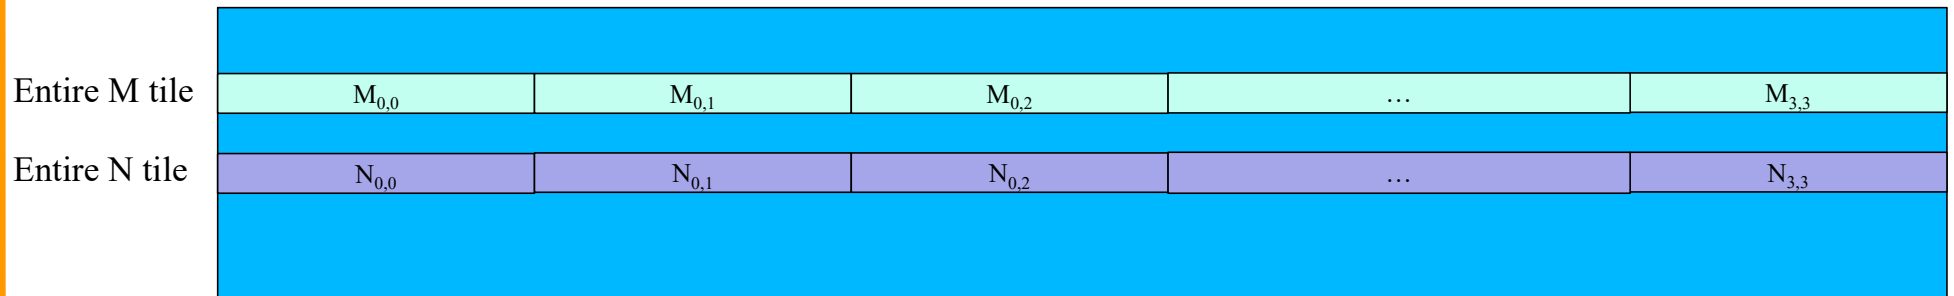 Entire M tile M0,0 M0,1 M0,2 … M3,3
Entire N tile N0,0 N0,1 N0,2 … N3,3